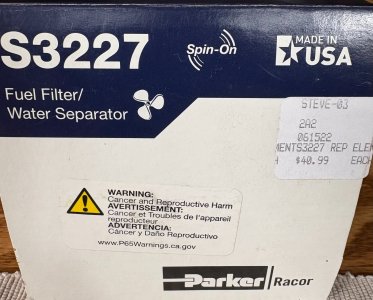 S3227
Spin-On
MADE IN
USA
Fuel Filter/
Water Separator
STEVE-03
2A2
061522
MENTS3227 REP ELEM
$40.99 EACH
WARNING:
Cancer and Reproductive Harm
AVERTISSEMENT:
Cancer et Troubles de l'appareil
reproducteur
ADVERTENCIA:
Cáncer y Daño Reproductivo
www.P65Warnings.ca.gov
Parker Racor